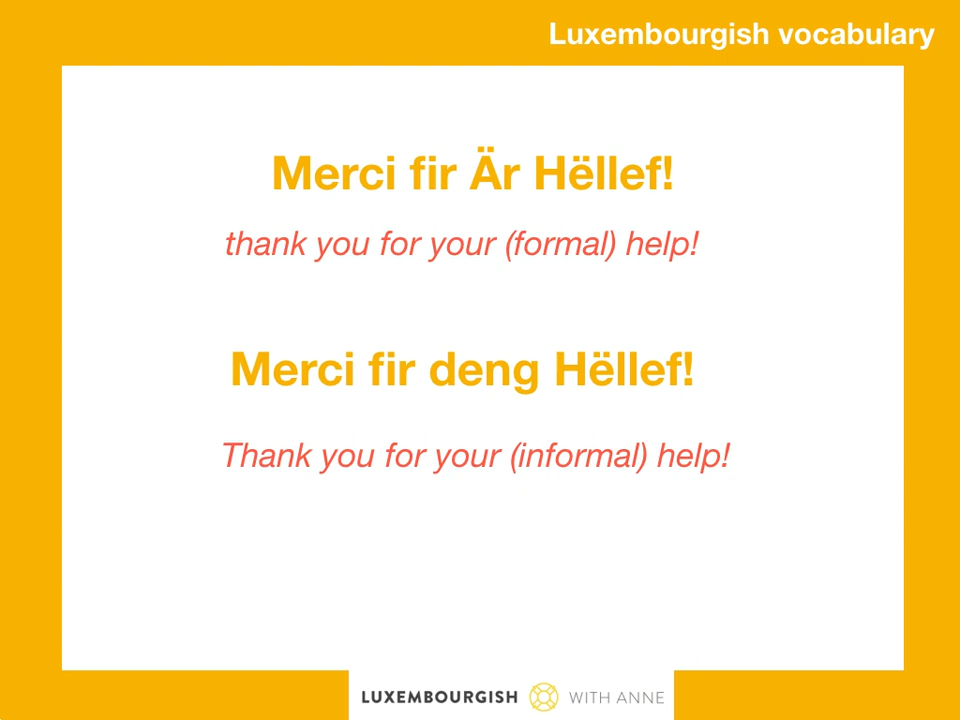 Luxembourgish vocabulary
Merci fir Är Hëllef!
thank you for your (formal) help!
Merci fir deng Hëllef!
Thank you for your (informal) help!
LUXEMBOURGISH WITH ANNE